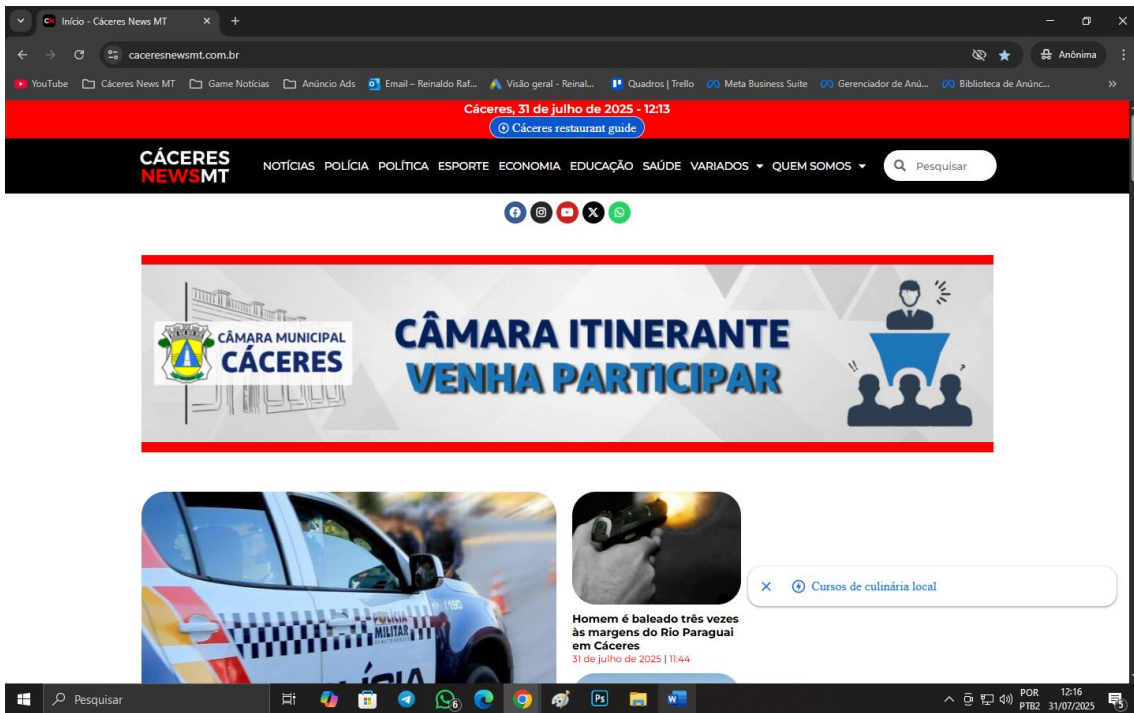 Início - Cáceres News MT
caceresnewsmt.com.br
Anônima
YouTube
Cáceres News MT
Game Notícias
Anúncio Ads
Email – Reinaldo Raf...
Visão geral - Reinal...
Quadros | Trello
Meta Business Suite
Gerenciador de Anú...
Biblioteca de Anúnc...
Cáceres, 31 de julho de 2025 - 12:13
Cáceres restaurant guide
CÁCERES
NEWSMT
NOTÍCIAS POLÍCIA POLÍTICA ESPORTE ECONOMIA EDUCAÇÃO SAÚDE VARIADOS QUEM SOMOS
Pesquisar
CÂMARA MUNICIPAL
CÁCERES
CÂMARA ITINERANTE
VENHA PARTICIPAR
190
POLÍCIA
MILITAR
Homem é baleado três vezes
às margens do Rio Paraguai
em Cáceres
31 de julho de 2025 | 11:44
Cursos de culinária local
Pesquisar
6
Ps
POR
PTB2
12:16
31/07/2025
5